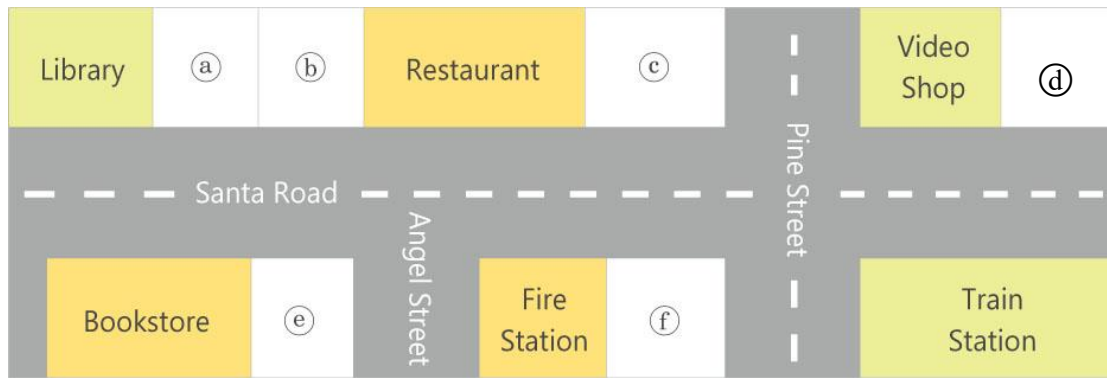 Library
ⓐ
ⓑ
Restaurant
ⓒ
Video
Shop
ⓓ
Santa Road
Angel Street
Pine Street
Bookstore
ⓔ
Fire
Station
ⓕ
Train
Station